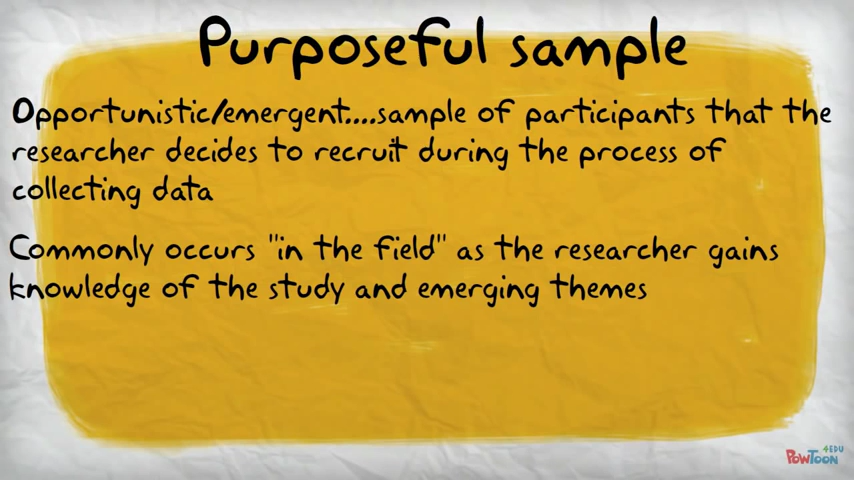 Purposeful sample
Opportunistic/emergent....sample of participants that the
researcher decides to recruit during the process of
collecting data
Commonly occurs "in the field" as the researcher gains
knowledge of the study and emerging themes
4EDU
POWTOON